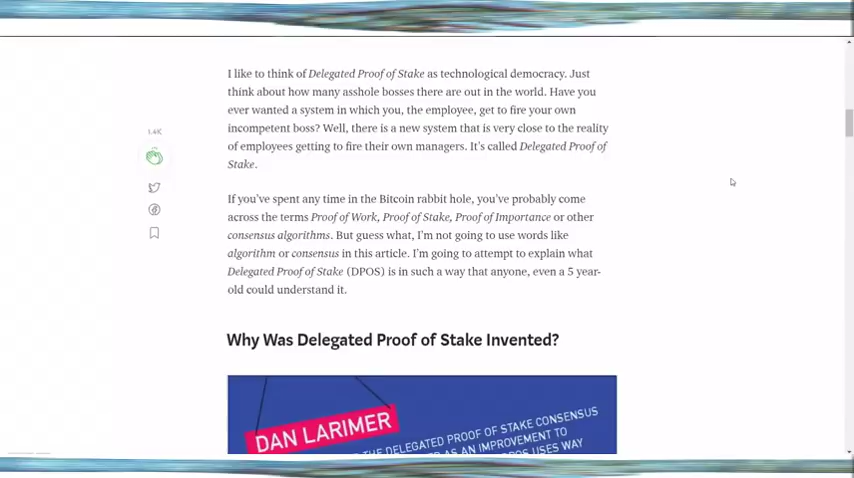 I like to think of Delegated Proof of Stake as technological democracy. Just
think about how many asshole bosses there are out in the world. Have you
ever wanted a system in which you, the employee, get to fire your own
incompetent boss? Well, there is a new system that is very close to the reality
of employees getting to fire their own managers. It's called Delegated Proof of
Stake.
1.4K
If you've spent any time in the Bitcoin rabbit hole, you've probably come
across the terms Proof of Work, Proof of Stake, Proof of Importance or other
consensus algorithms. But guess what, I'm not going to use words like
algorithm or consensus in this article. I'm going to attempt to explain what
Delegated Proof of Stake (DPOS) is in such a way that anyone, even a 5 year-
old could understand it.
Why Was Delegated Proof of Stake Invented?
DAN LARIMER
THE DELEGATED PROOF OF STAKE CONSENSUS
AS AN IMPROVEMENT TO
USES WAY